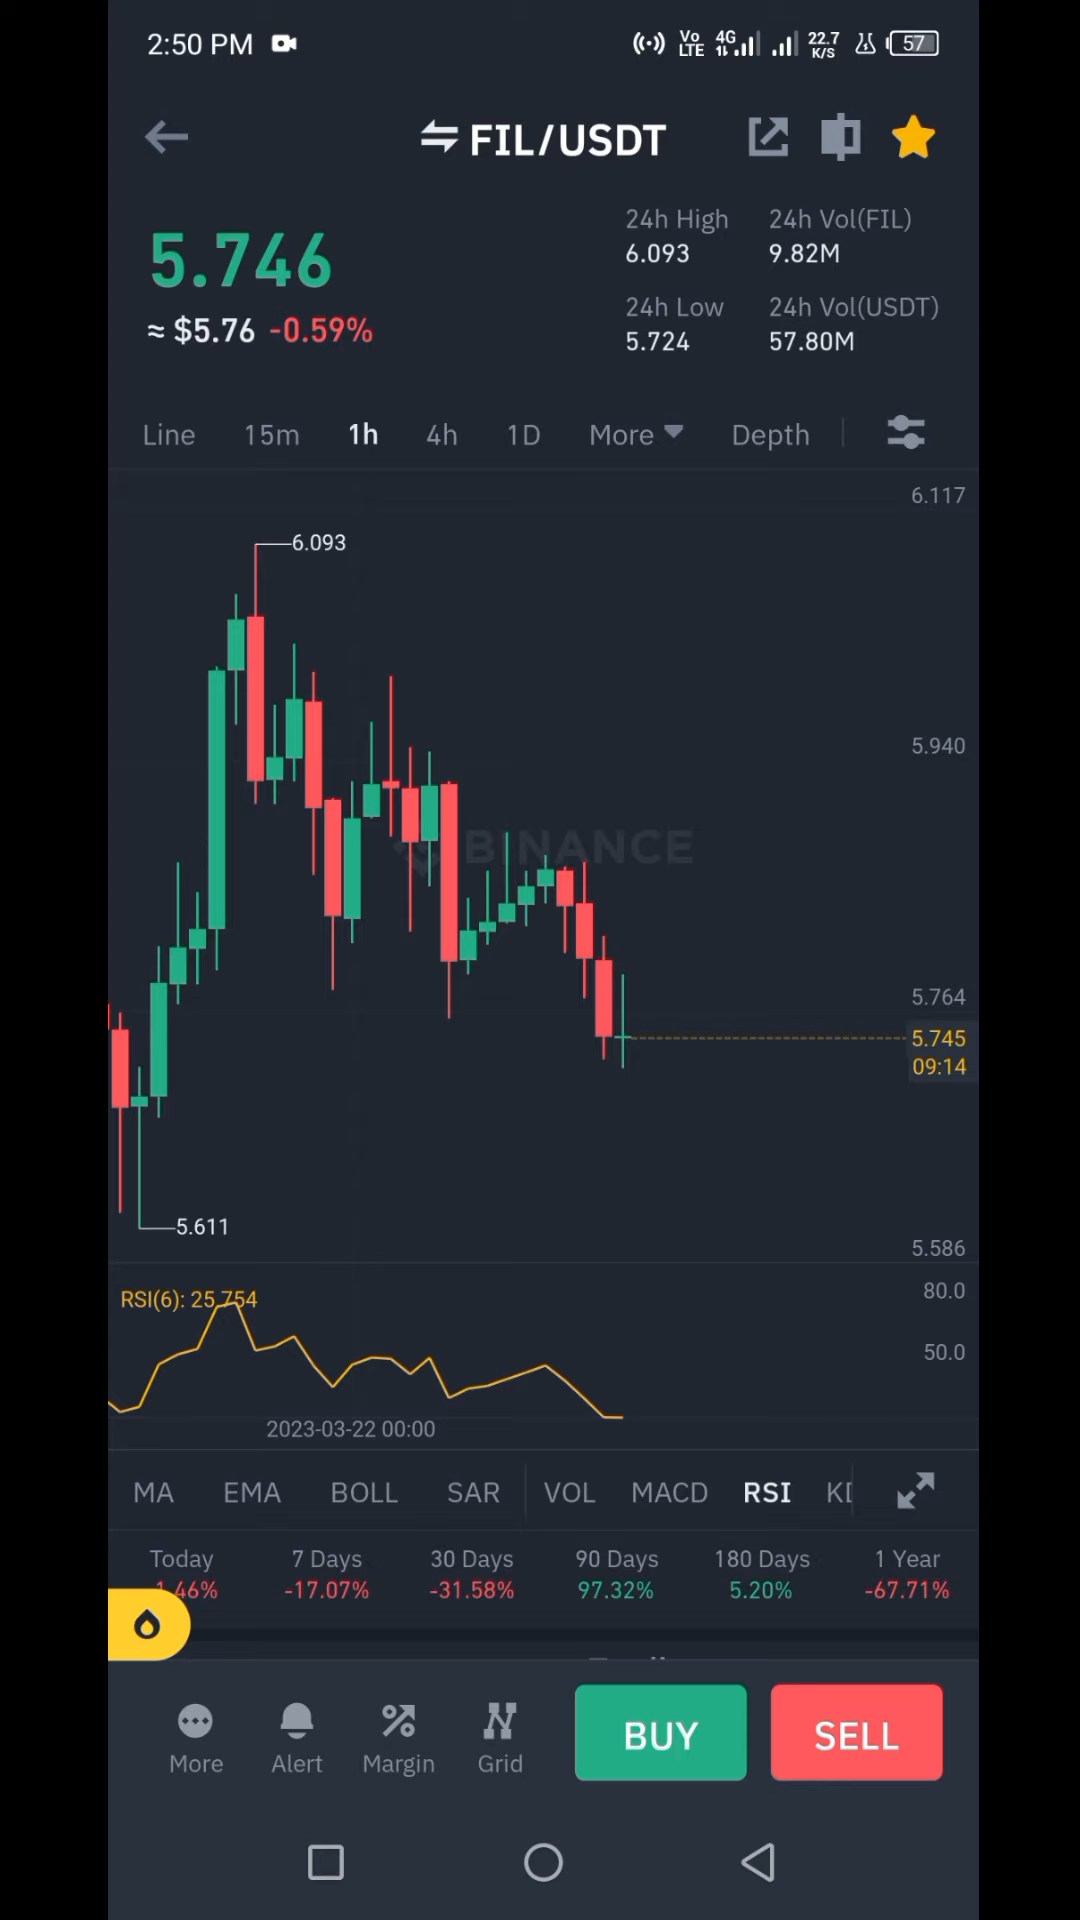 2:50 PM
Vo LTE 4G 22.7 K/S 57
FIL/USDT
5.746
≈ $5.76 -0.59%
24h High 24h Vol(FIL)
6.093 9.82M
24h Low 24h Vol(USDT)
5.724 57.80M
Line 15m 1h 4h 1D More Depth
6.117
6.093
5.940
BINANCE
5.764
5.745
09:14
5.611
5.586
RSI(6): 25.754
80.0
50.0
2023-03-22 00:00
MA EMA BOLL SAR VOL MACD RSI
Today 7 Days 30 Days 90 Days 180 Days 1 Year
1.46% -17.07% -31.58% 97.32% 5.20% -67.71%
More Alert Margin Grid BUY SELL